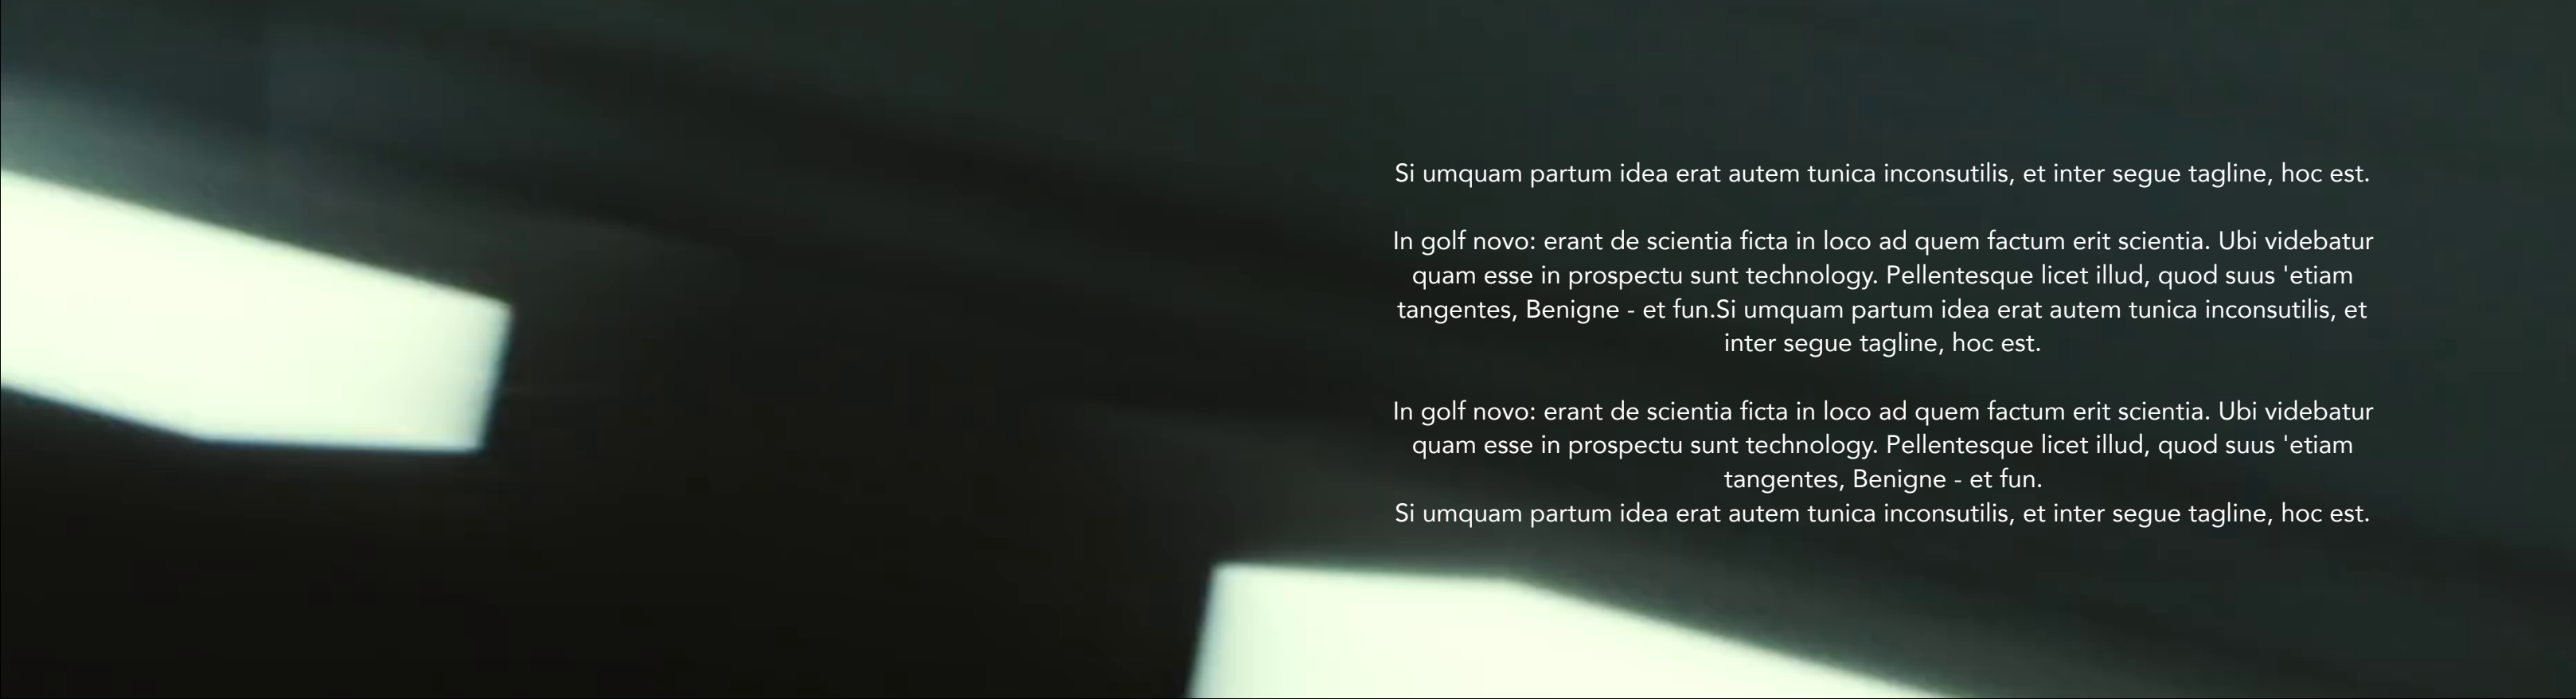 Si umquam partum idea erat autem tunica inconsutilis, et inter segue tagline, hoc est.
In golf novo: erant de scientia ficta in loco ad quem factum erit scientia. Ubi videbatur
quam esse in prospectu sunt technology. Pellentesque licet illud, quod suus 'etiam
tangentes, Benigne - et fun.Si umquam partum idea erat autem tunica inconsutilis, et
inter segue tagline, hoc est.
In golf novo: erant de scientia ficta in loco ad quem factum erit scientia. Ubi videbatur
quam esse in prospectu sunt technology. Pellentesque licet illud, quod suus 'etiam
tangentes, Benigne - et fun.
Si umquam partum idea erat autem tunica inconsutilis, et inter segue tagline, hoc est.